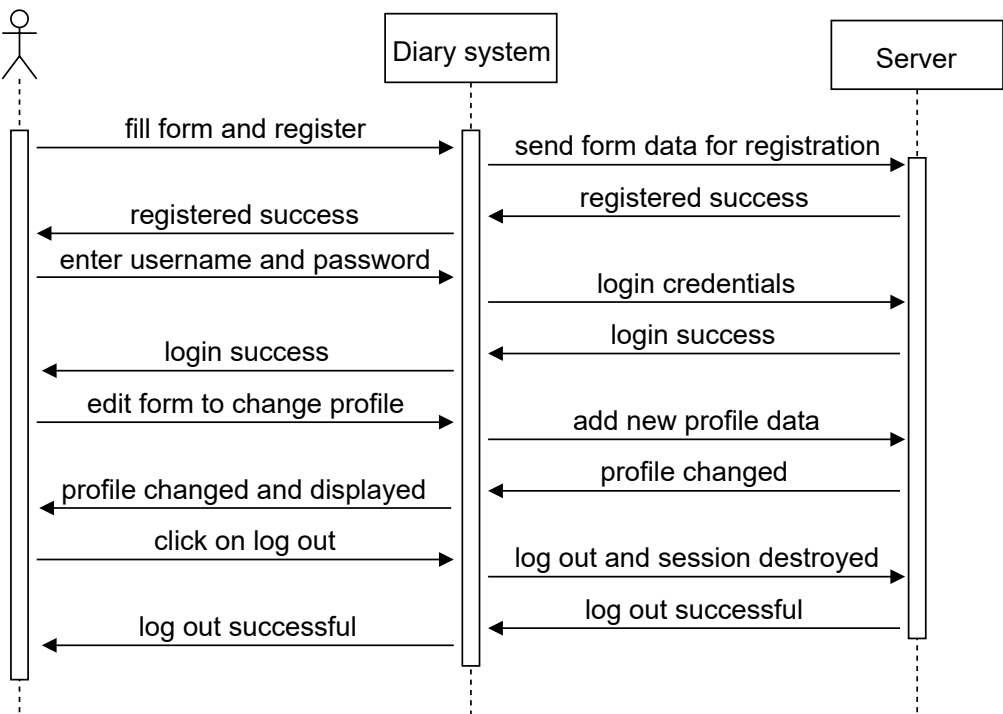 Diary system
Server
fill form and register
send form data for registration
registered success
registered success
enter username and password
login credentials
login success
login success
edit form to change profile
add new profile data
profile changed
profile changed and displayed
click on log out
log out and session destroyed
log out successful
log out successful